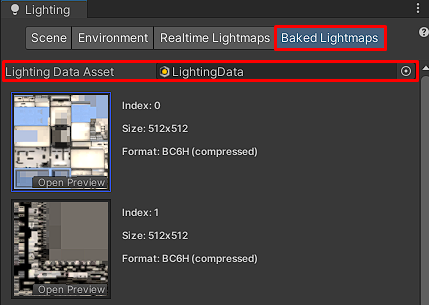 Lighting
Scene Environment Realtime Lightmaps Baked Lightmaps
Lighting Data Asset LightingData
Index: 0
Size: 512x512
Format: BC6H (compressed)
Open Preview
Index: 1
Size: 512x512
Format: BC6H (compressed)
Open Preview